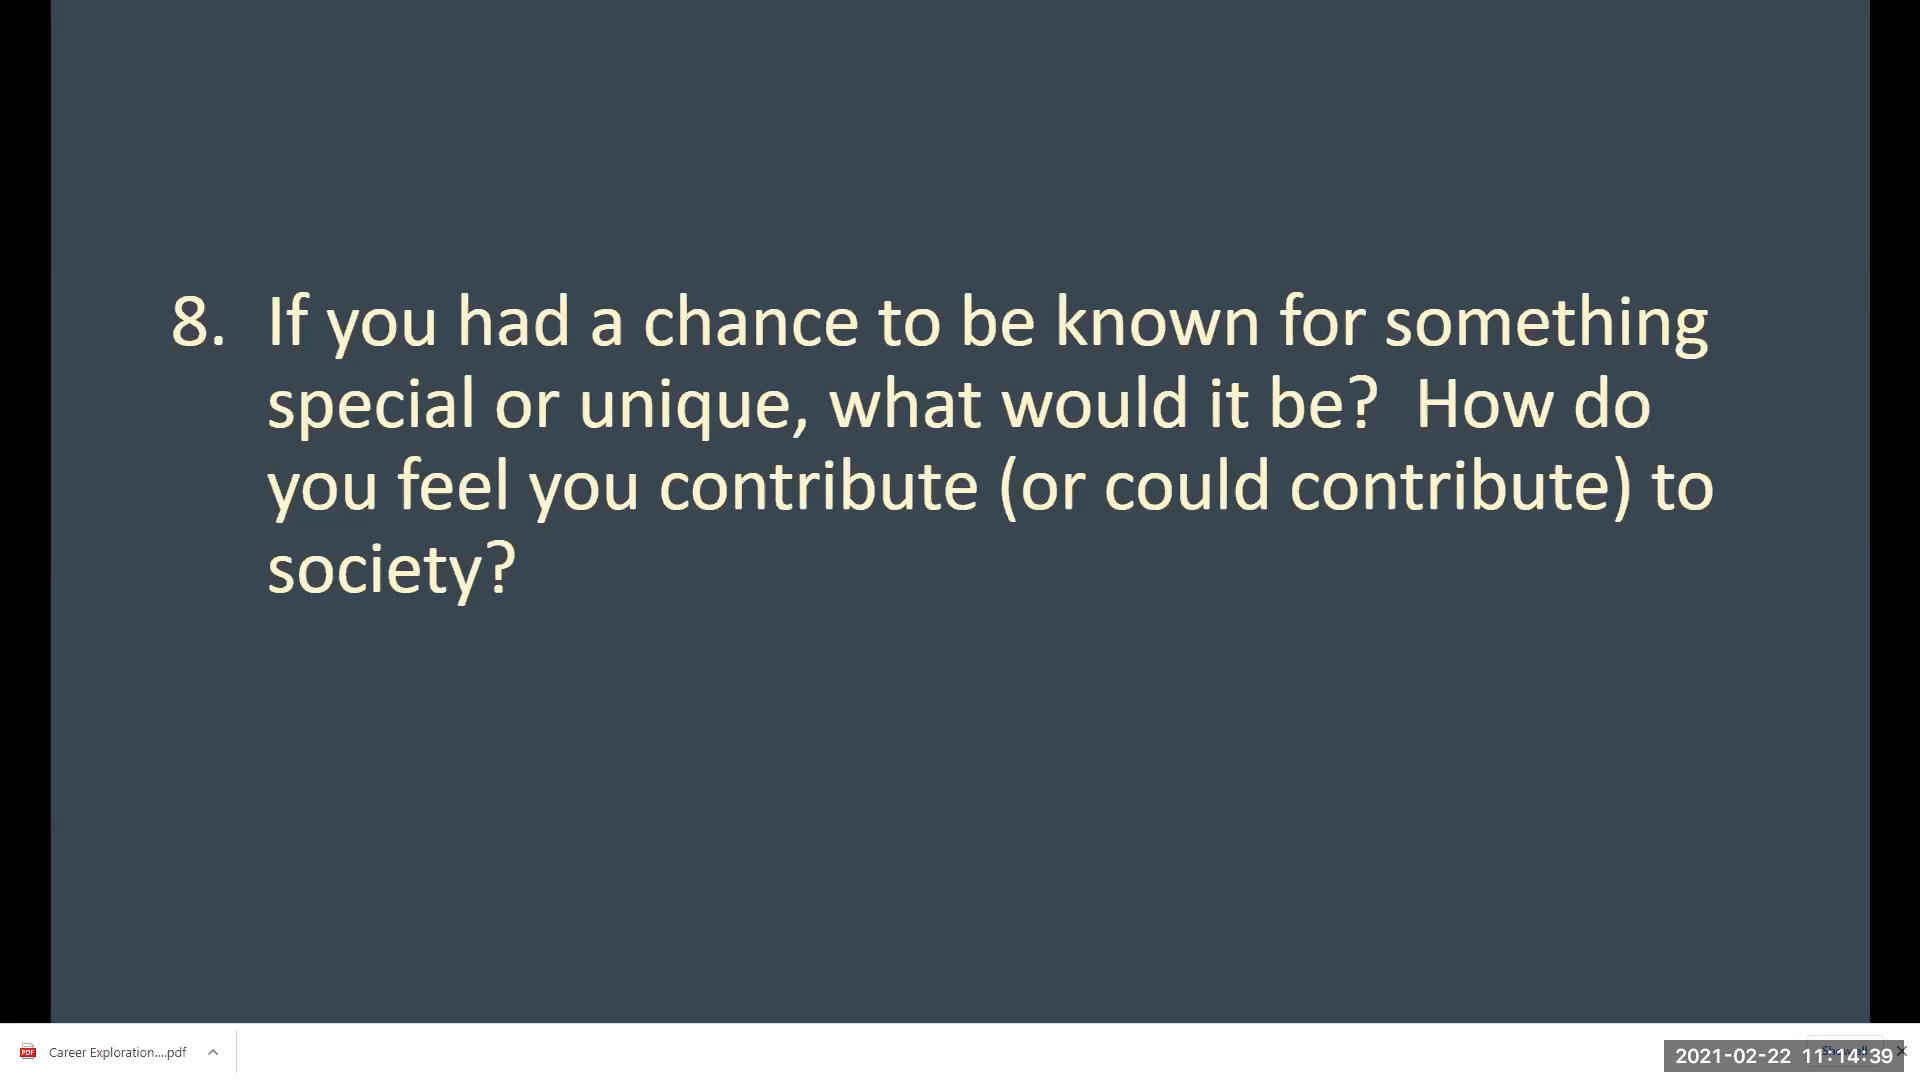 8. If you had a chance to be known for something
special or unique, what would it be?  How do
you feel you contribute (or could contribute) to
society?
Career Exploration....pdf
2021-02-22 11:14:39